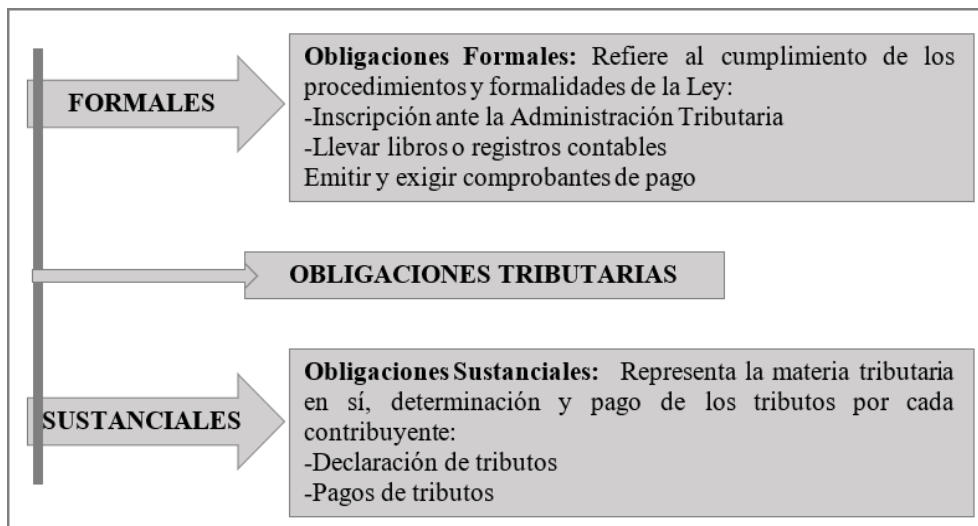 FORMALES
Obligaciones Formales: Refiere al cumplimiento de los
procedimientos y formalidades de la Ley:
-Inscripción ante la Administración Tributaria
-Llevar libros o registros contables
Emitir y exigir comprobantes de pago
OBLIGACIONES TRIBUTARIAS
SUSTANCIALES
Obligaciones Sustanciales: Representa la materia tributaria
en sí, determinación y pago de los tributos por cada
contribuyente:
-Declaración de tributos
-Pagos de tributos